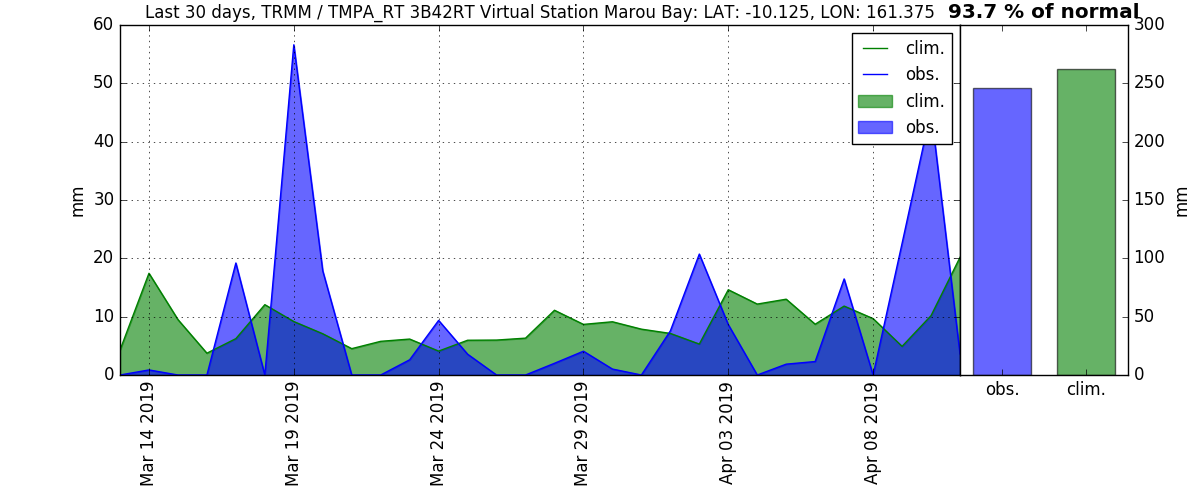 Last 30 days, TRMM / TMPA_RT 3B42RT Virtual Station Marou Bay: LAT: -10.125, LON: 161.375
93.7 % of normal
clim.
obs.
clim.
obs.
60
50
40
30
20
10
0
mm
300
250
200
150
100
50
0
mm
Mar 14 2019
Mar 19 2019
Mar 24 2019
Mar 29 2019
Apr 03 2019
Apr 08 2019
obs.
clim.